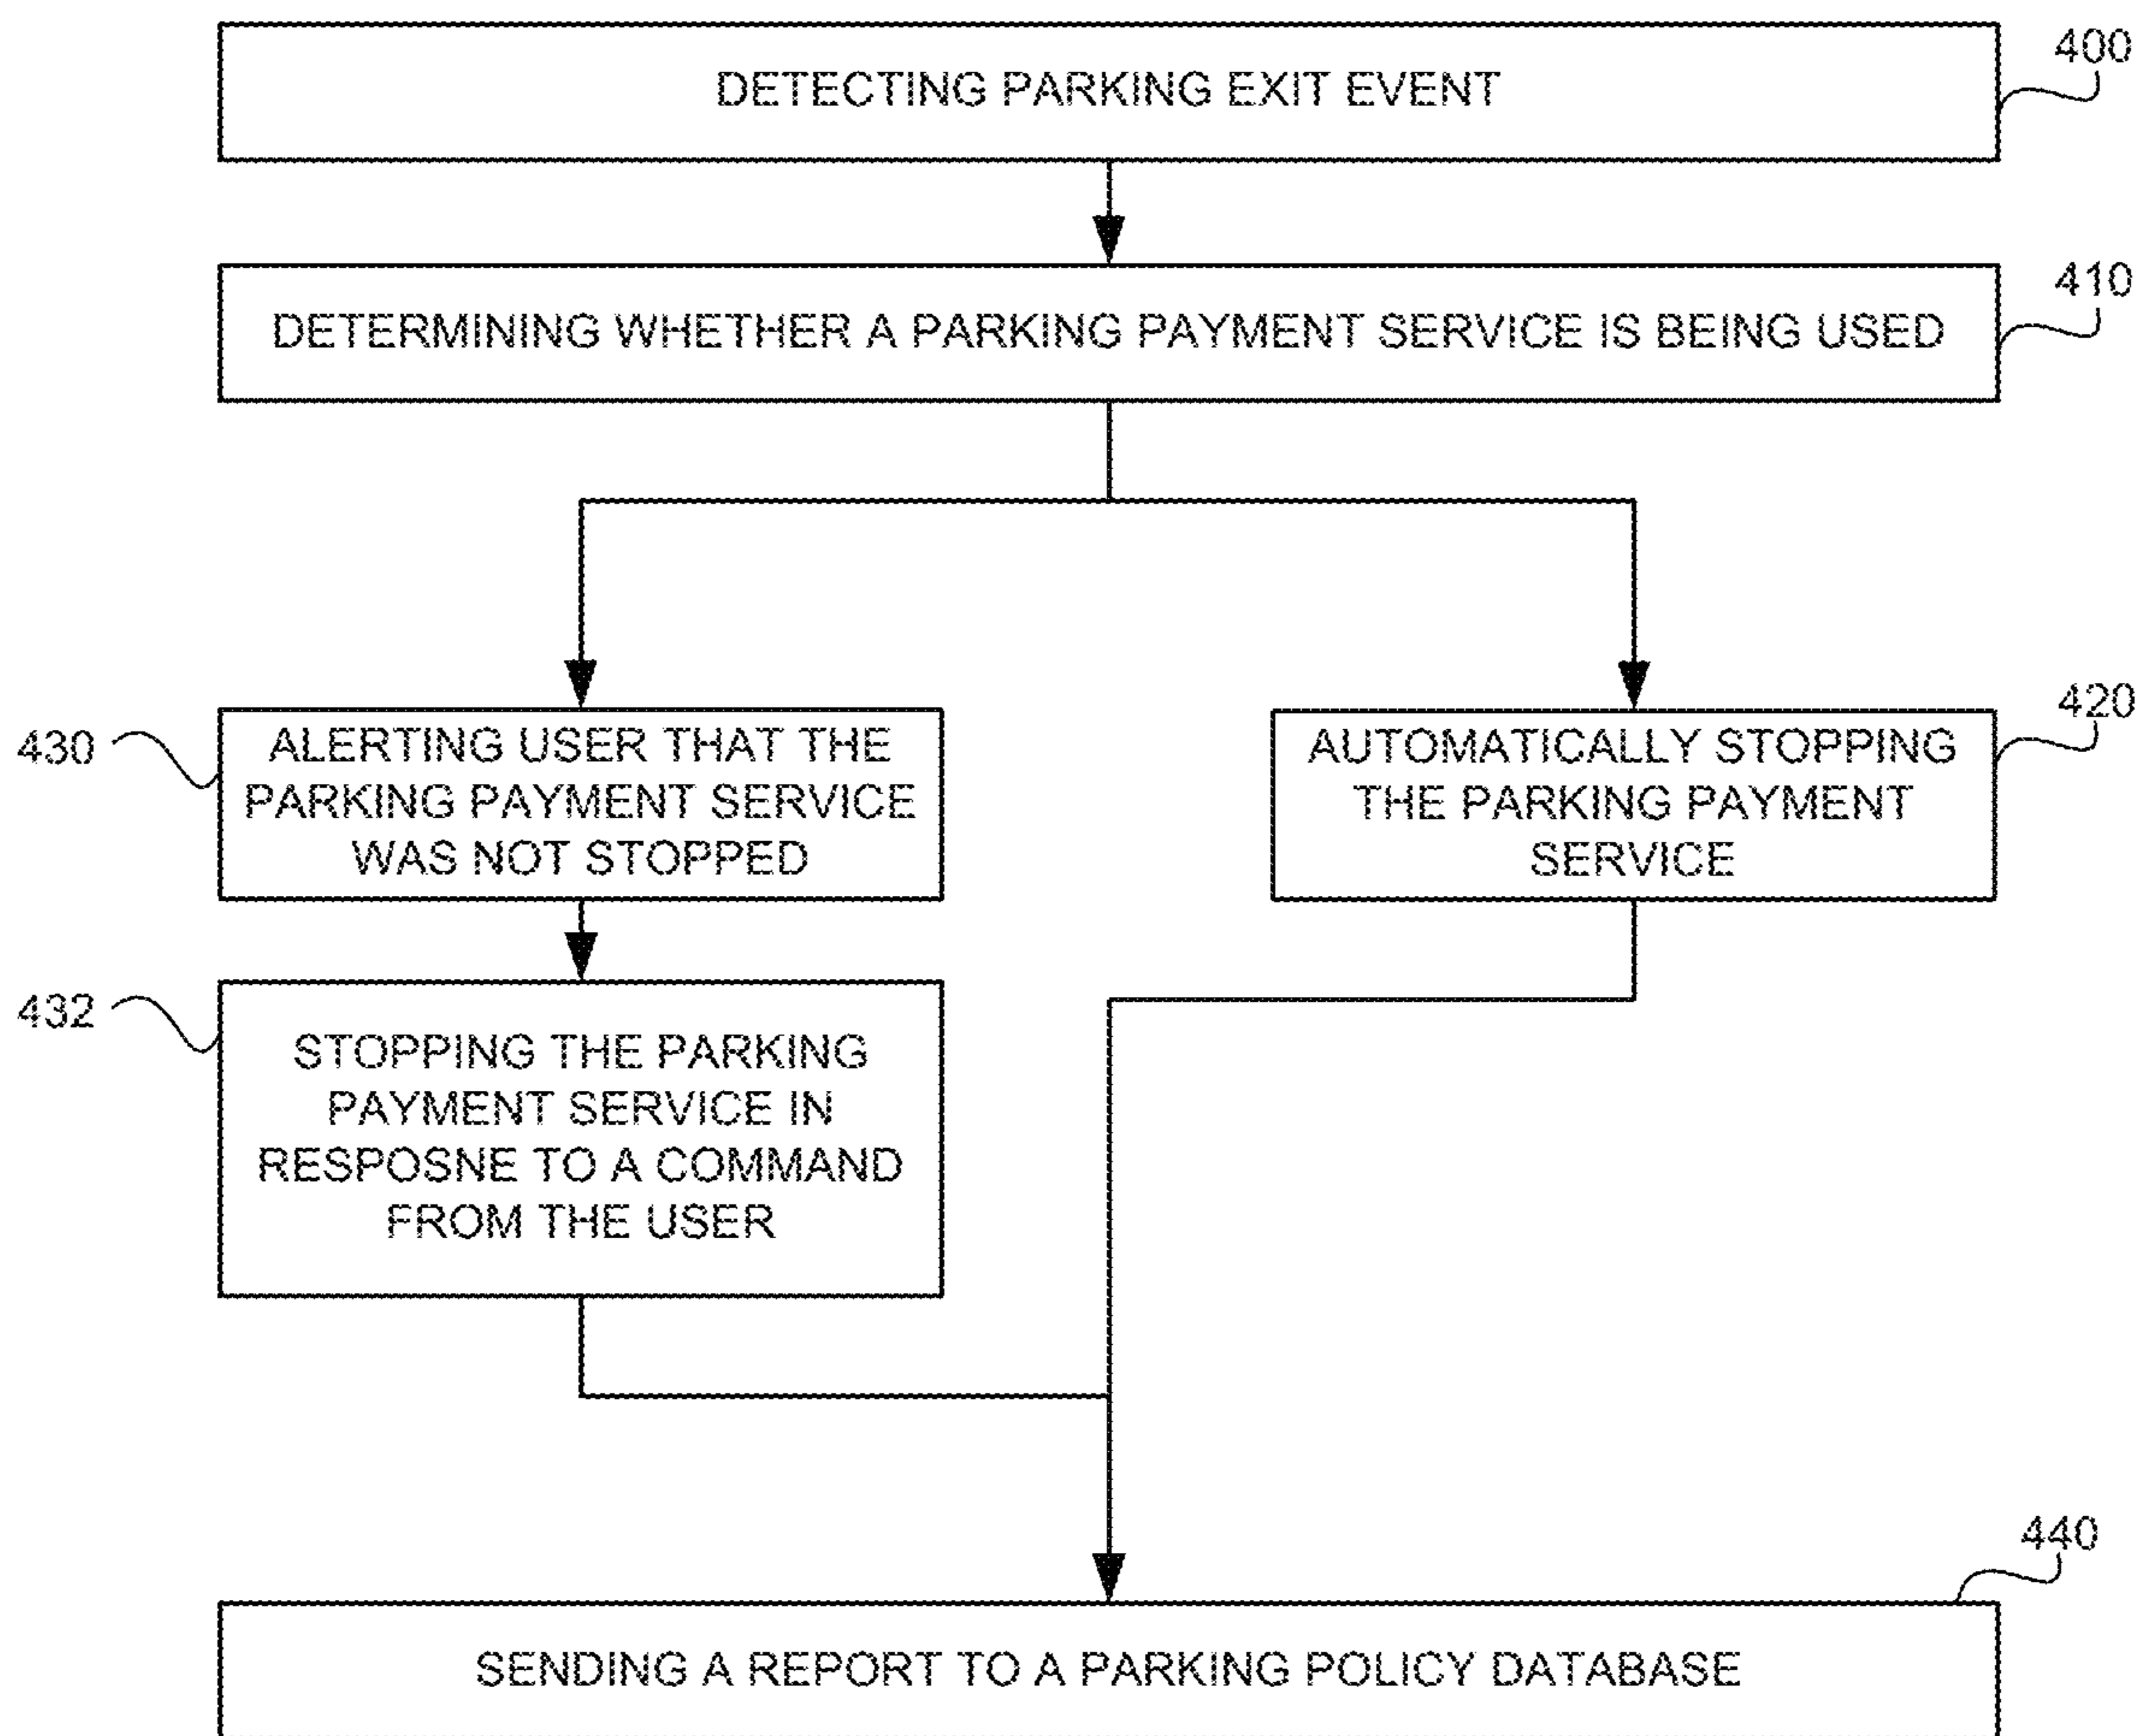 DETECTING PARKING EXIT EVENT
400
DETERMINING WHETHER A PARKING PAYMENT SERVICE IS BEING USED
410
430
ALERTING USER THAT THE
PARKING PAYMENT SERVICE
WAS NOT STOPPED
AUTOMATICALLY STOPPING
THE PARKING PAYMENT
SERVICE
420
432
STOPPING THE PARKING
PAYMENT SERVICE IN
RESPOSNE TO A COMMAND
FROM THE USER
440
SENDING A REPORT TO A PARKING POLICY DATABASE